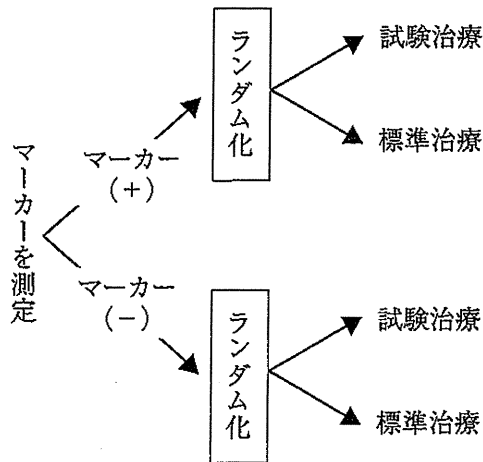 マーカーを測定
マーカー
(+)
ランダム化
試験治療
標準治療
マーカー
(−)
ランダム化
試験治療
標準治療